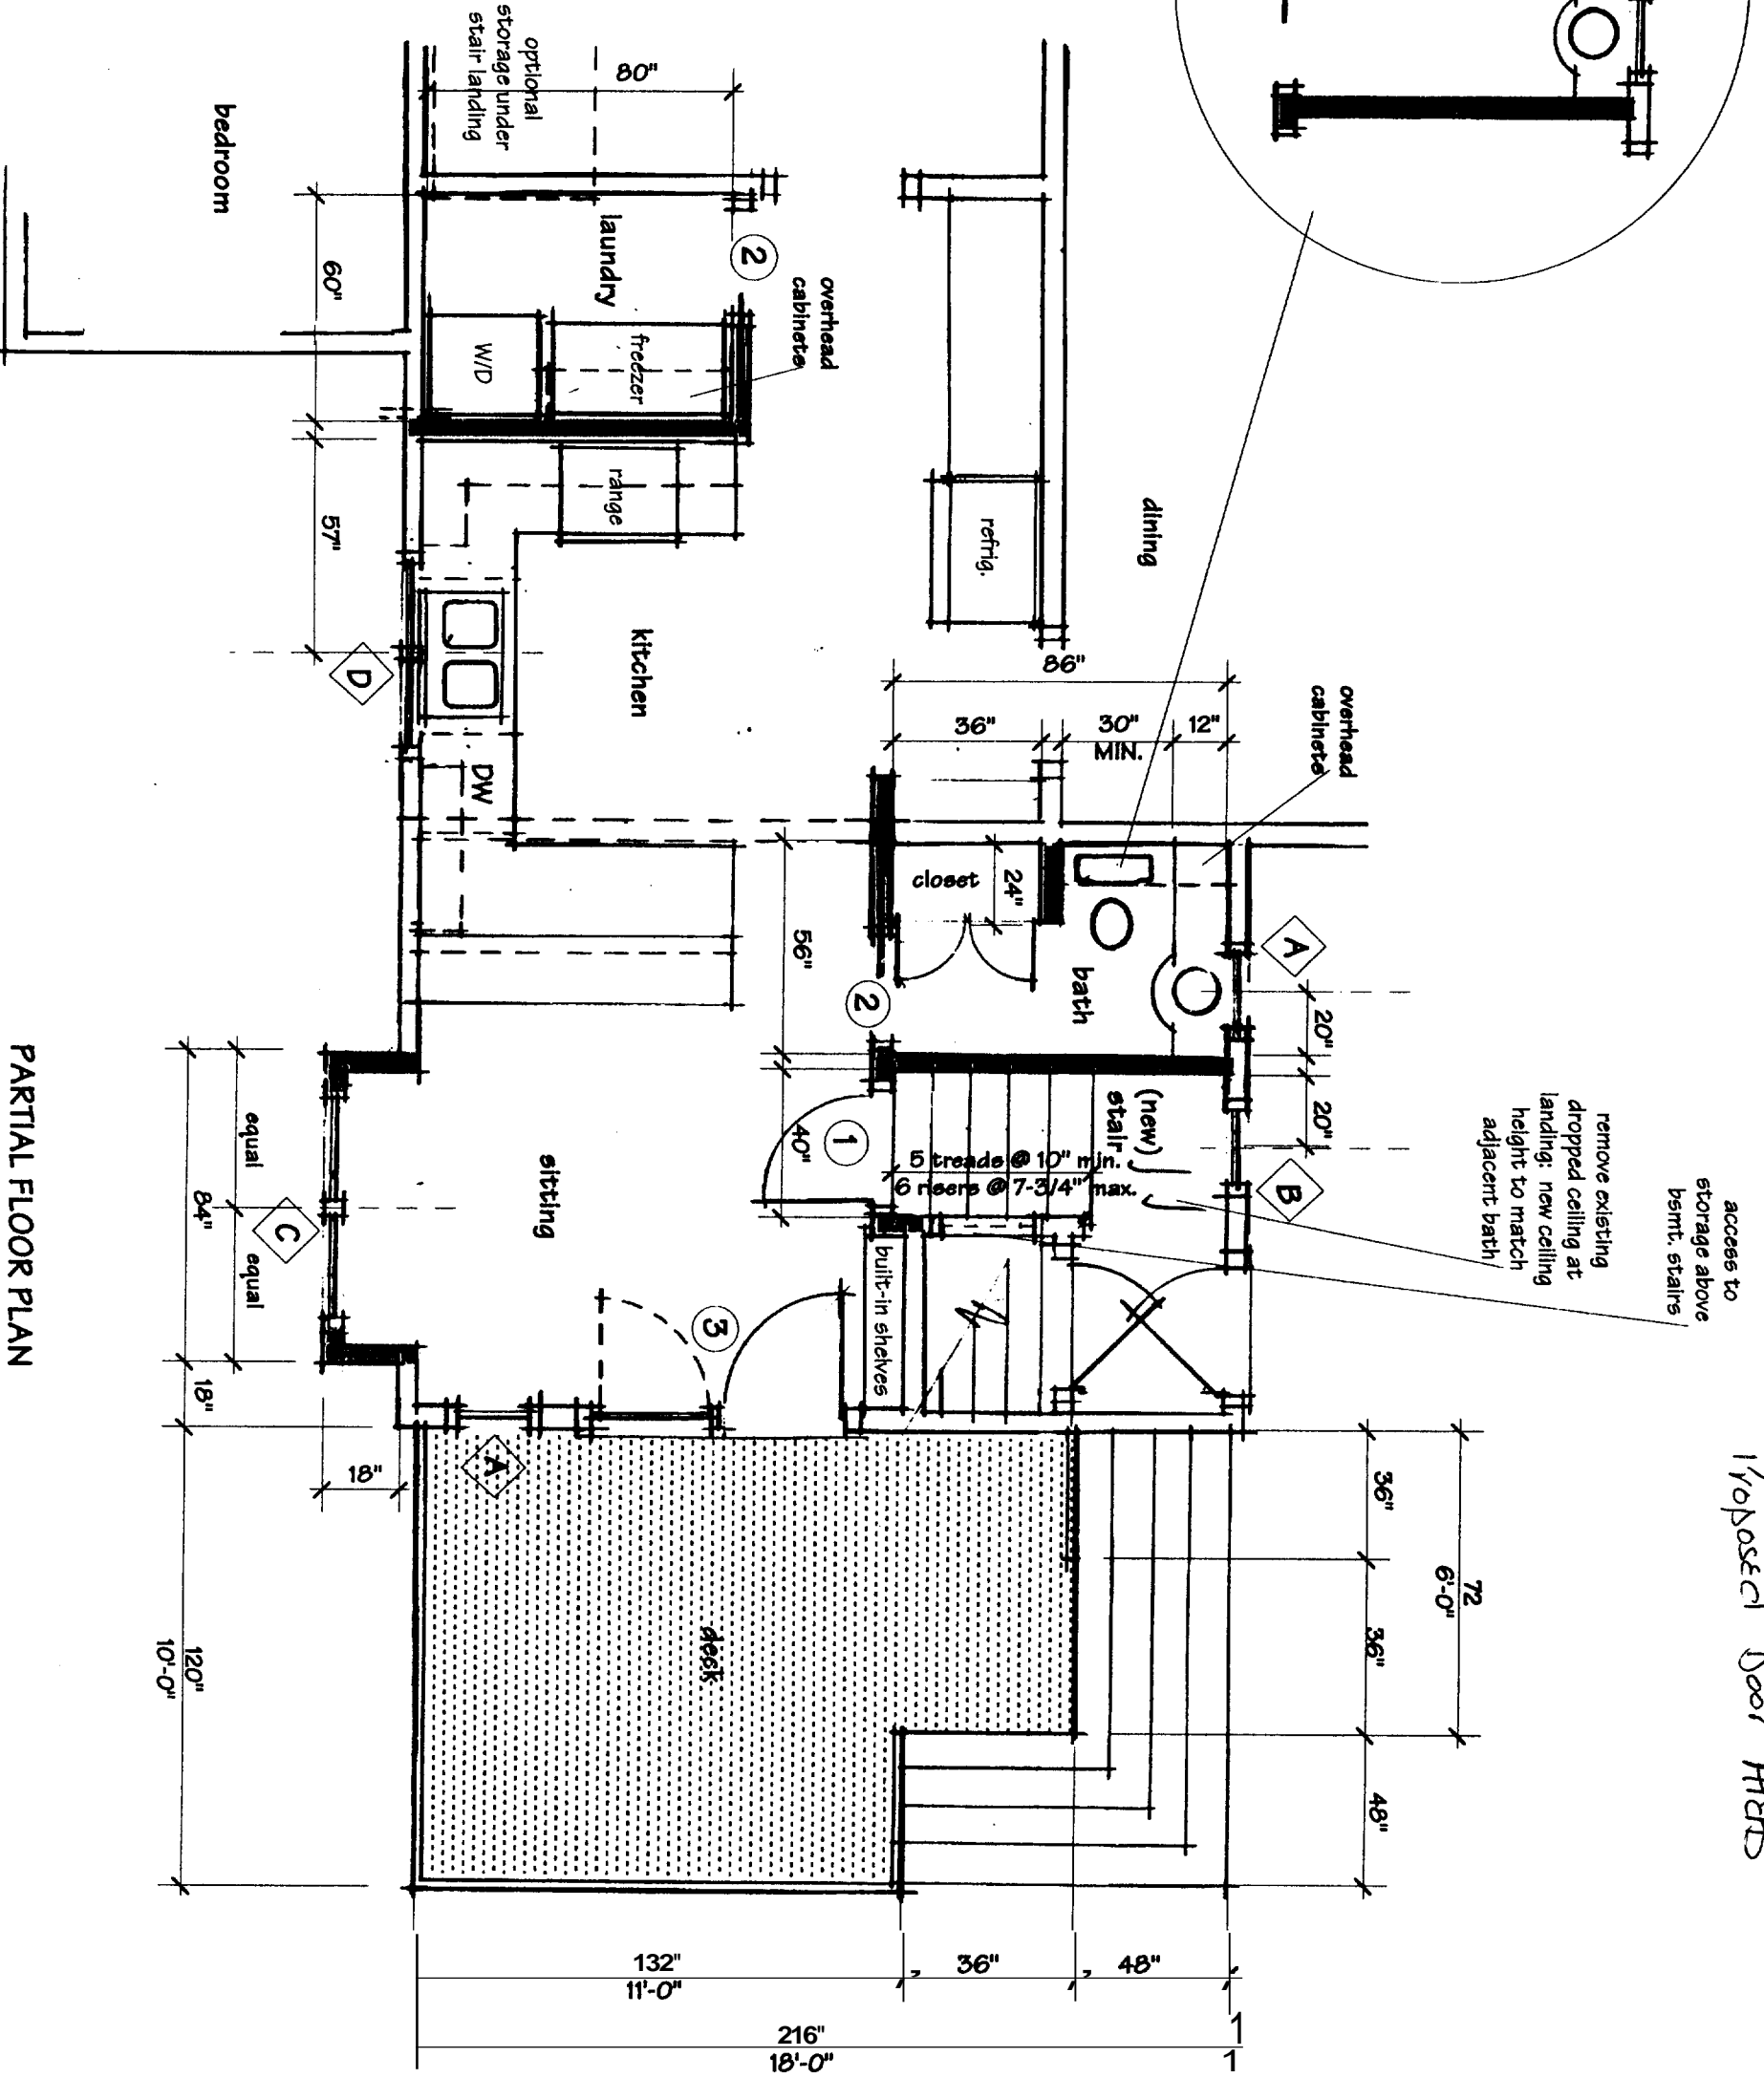 optional
storage under
stair landing
80"
bedroom
60"
laundry
2
overhead
cabinets
W/D
freezer
57"
range
refrig.
dining
D
kitchen
DW
86"
36"
30"
MIN.
12"
overhead
cabinets
closet
24"
56"
2
bath
A
20"
20"
(new)
stair
5 treads @ 10" min.
6 risers @ 7-3/4" max.
B
1
40"
remove existing
dropped ceiling at
landing: new ceiling
height to match
adjacent bath
access to
storage above
bsmt. stairs
sitting
equal
equal
84"
C
18"
18"
3
built-in shelves
A
deck
36"
36"
72
6'-0"
48"
120"
10'-0"
132"
11'-0"
36"
48"
216"
18'-0"
1
1
Proposed Door
PARTIAL FLOOR PLAN